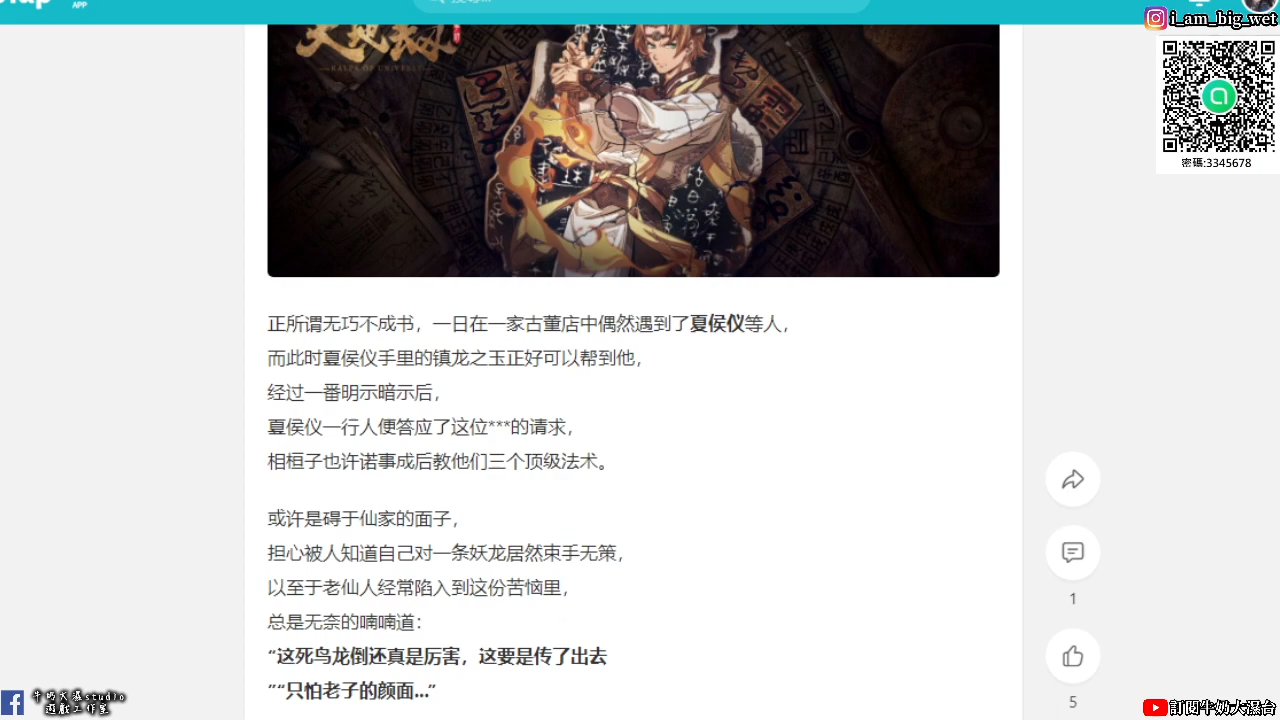 APP
i_am_big_wet
密碼:3345678
正所谓无巧不成书，一日在一家古董店中偶然遇到了夏侯仪等人，
而此时夏侯仪手里的镇龙之玉正好可以帮到他，
经过一番明示暗示后，
夏侯仪一行人便答应了这位***的请求，
相桓子也许诺事成后教他们三个顶级法术。
或许是碍于仙家的面子，
担心被人知道自己对一条妖龙居然束手无策，
以至于老仙人经常陷入到这份苦恼里，
总是无奈的喃喃道：
“这死鸟龙倒还真是厉害，这要是传了出去
”“只怕老子的颜面...”
1
5
牛奶大瀑studio
遊戲工作室
訂閱牛奶大瀑台